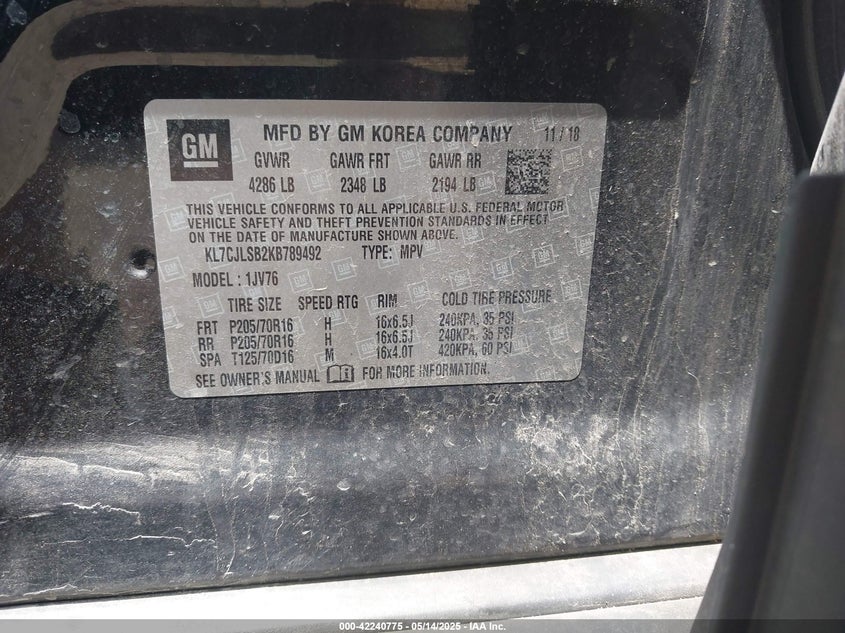 GM MFD BY GM KOREA COMPANY 11/18
GVWR GAWR FRT GAWR RR
4286 LB 2348 LB 2194 LB
THIS VEHICLE CONFORMS TO ALL APPLICABLE U.S. FEDERAL MOTOR
VEHICLE SAFETY AND THEFT PREVENTION STANDARDS IN EFFECT
ON THE DATE OF MANUFACTURE SHOWN ABOVE.
KL7CJLSB2KB789492 TYPE: MPV
MODEL : 1JV76
TIRE SIZE SPEED RTG RIM COLD TIRE PRESSURE
FRT P205/70R16 H 16x6.5J 240KPA, 35 PSI
RR P205/70R16 H 16x6.5J 240KPA, 35 PSI
SPA T125/70D16 M 16x4.0T 420KPA, 60 PSI
SEE OWNER'S MANUAL FOR MORE INFORMATION.
000-42240775 — 05/14/2025 — IAA Inc.